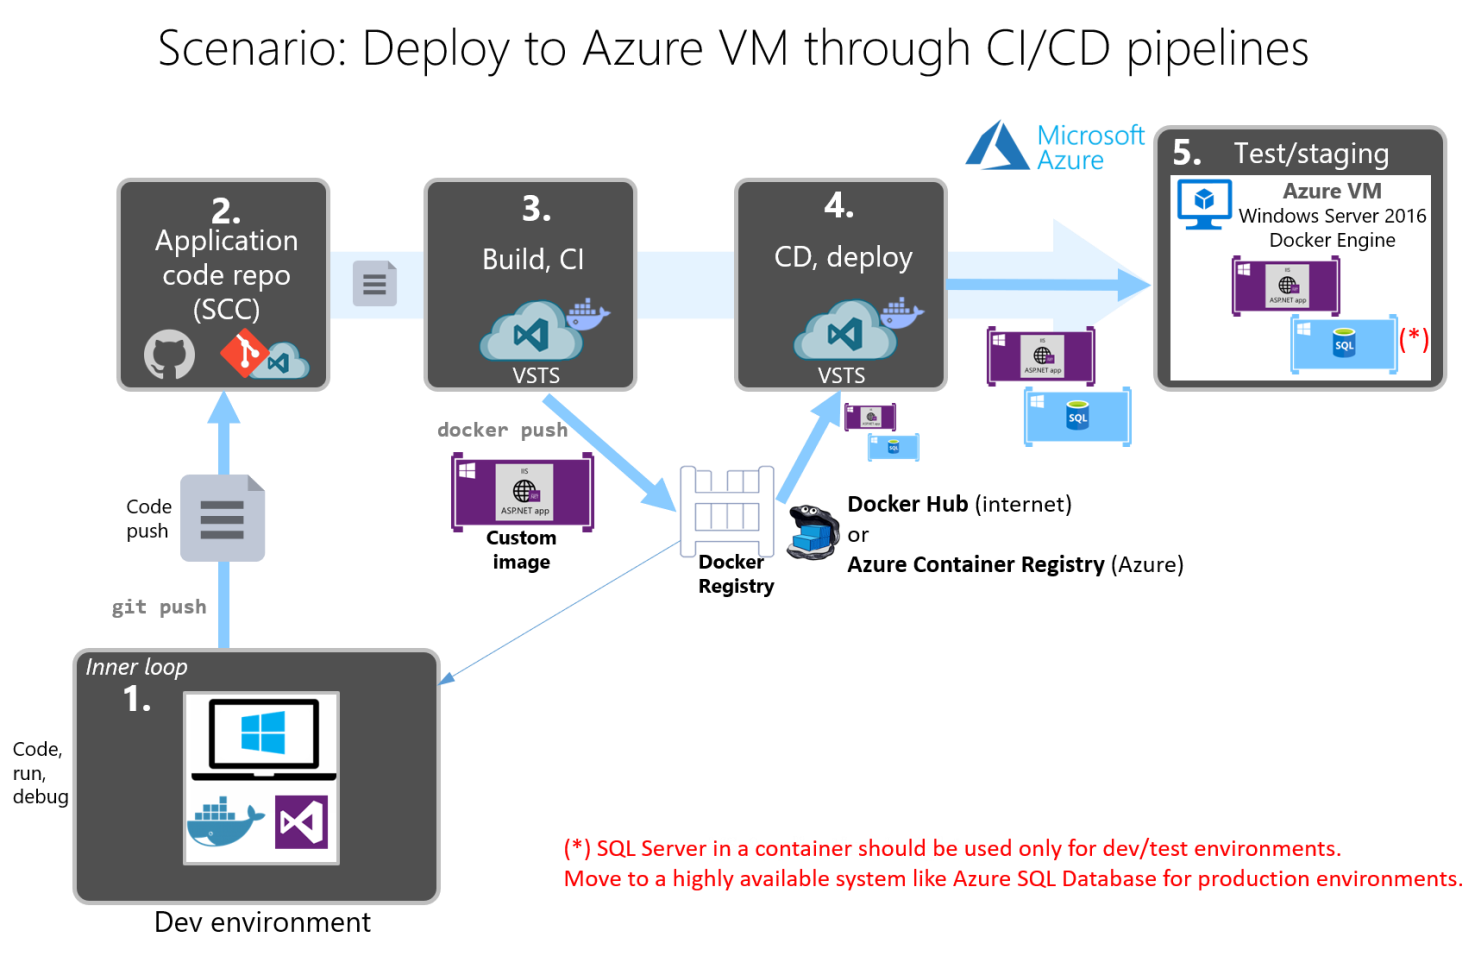 Scenario: Deploy to Azure VM through CI/CD pipelines
Microsoft
Azure
2.
Application
code repo
(SCC)
3.
Build, CI
VSTS
4.
CD, deploy
VSTS
5. Test/staging
Azure VM
Windows Server 2016
Docker Engine
IIS
ASP.NET app
SQL
(*)
IIS
ASP.NET app
SQL
IIS
ASP.NET app
SQL
docker push
IIS
ASP.NET app
Custom
image
Docker
Registry
Docker Hub (internet)
or
Azure Container Registry (Azure)
Code
push
git push
Inner loop
1.
Code,
run,
debug
Dev environment
(*) SQL Server in a container should be used only for dev/test environments.
Move to a highly available system like Azure SQL Database for production environments.